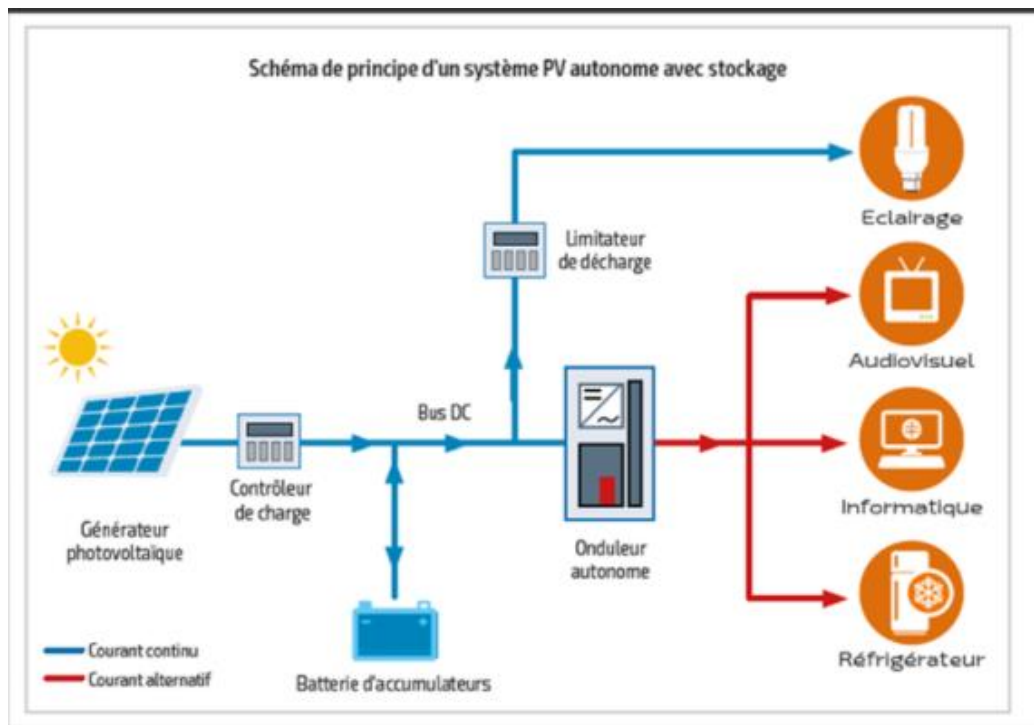 Schéma de principe d'un système PV autonome avec stockage
Eclairage
Limitateur
de décharge
Audiovisuel
Bus DC
Contrôleur
de charge
Informatique
Générateur
photovoltaïque
Onduleur
autonome
Batterie d'accumulateurs
Réfrigérateur
Courant continu
Courant alternatif